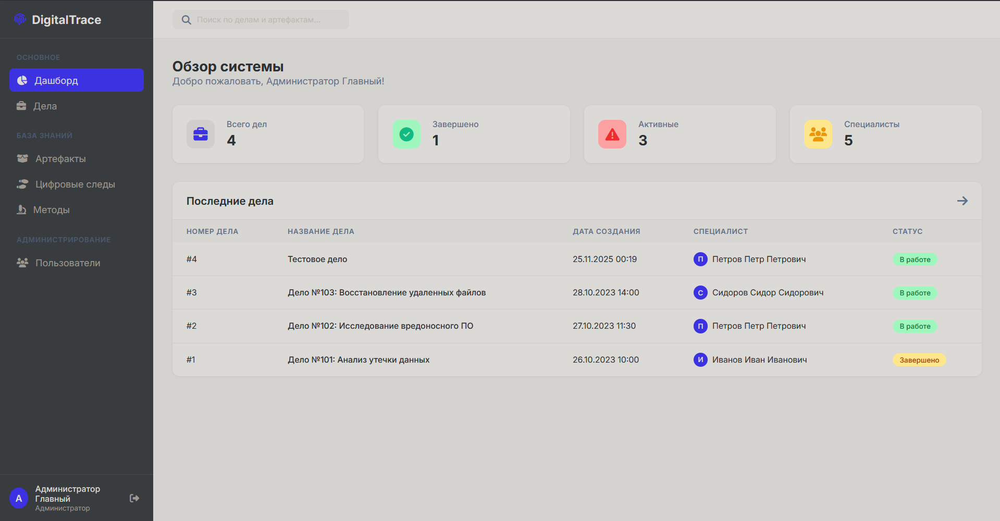 DigitalTrace
Поиск по делам и артефактам...
ОСНОВНОЕ
Дашборд
Дела
БАЗА ЗНАНИЙ
Артефакты
Цифровые следы
Методы
АДМИНИСТРИРОВАНИЕ
Пользователи
А
Администратор
Главный
Администратор
Обзор системы
Добро пожаловать, Администратор Главный!
Всего дел
4
Завершено
1
Активные
3
Специалисты
5
Последние дела
НОМЕР ДЕЛА НАЗВАНИЕ ДЕЛА ДАТА СОЗДАНИЯ СПЕЦИАЛИСТ СТАТУС
#4 Тестовое дело 25.11.2025 00:19 П Петров Петр Петрович В работе
#3 Дело №103: Восстановление удаленных файлов 28.10.2023 14:00 С Сидоров Сидор Сидорович В работе
#2 Дело №102: Исследование вредоносного ПО 27.10.2023 11:30 П Петров Петр Петрович В работе
#1 Дело №101: Анализ утечки данных 26.10.2023 10:00 И Иванов Иван Иванович Завершено